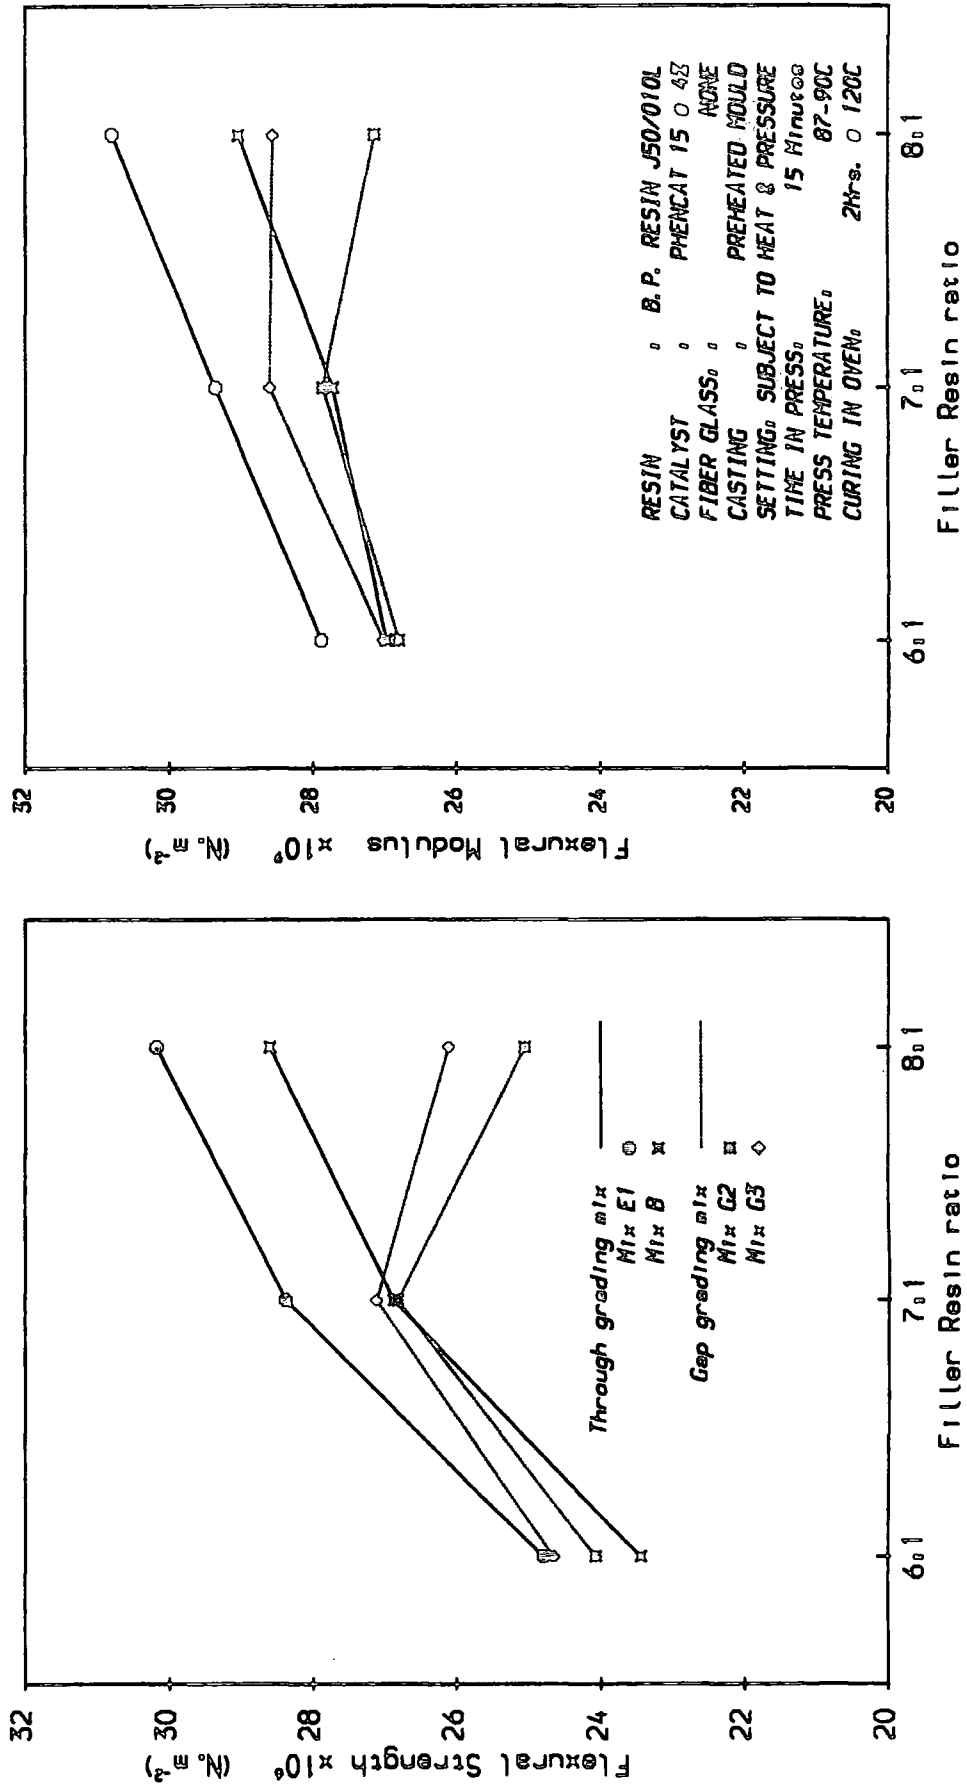 32
30
28
26
24
22
20
Flexural Strength x10⁶ (N.m⁻²)
6:1
7:1
8:1
Filler Resin ratio
Through grading mix
Mix E1
Mix B
Gap grading mix
Mix G2
Mix G3
32
30
28
26
24
22
20
Flexural Modulus x10⁹ (N.m⁻²)
6:1
7:1
8:1
Filler Resin ratio
RESIN : B.P. RESIN J50/010L
CATALYST : PHENCAT 15 @ 4%
FIBER GLASS: NONE
CASTING : PREHEATED MOULD
SETTING: SUBJECT TO HEAT & PRESSURE
TIME IN PRESS: 15 Minutes
PRESS TEMPERATURE: 87-90C
CURING IN OVEN: 2Hrs. @ 120C